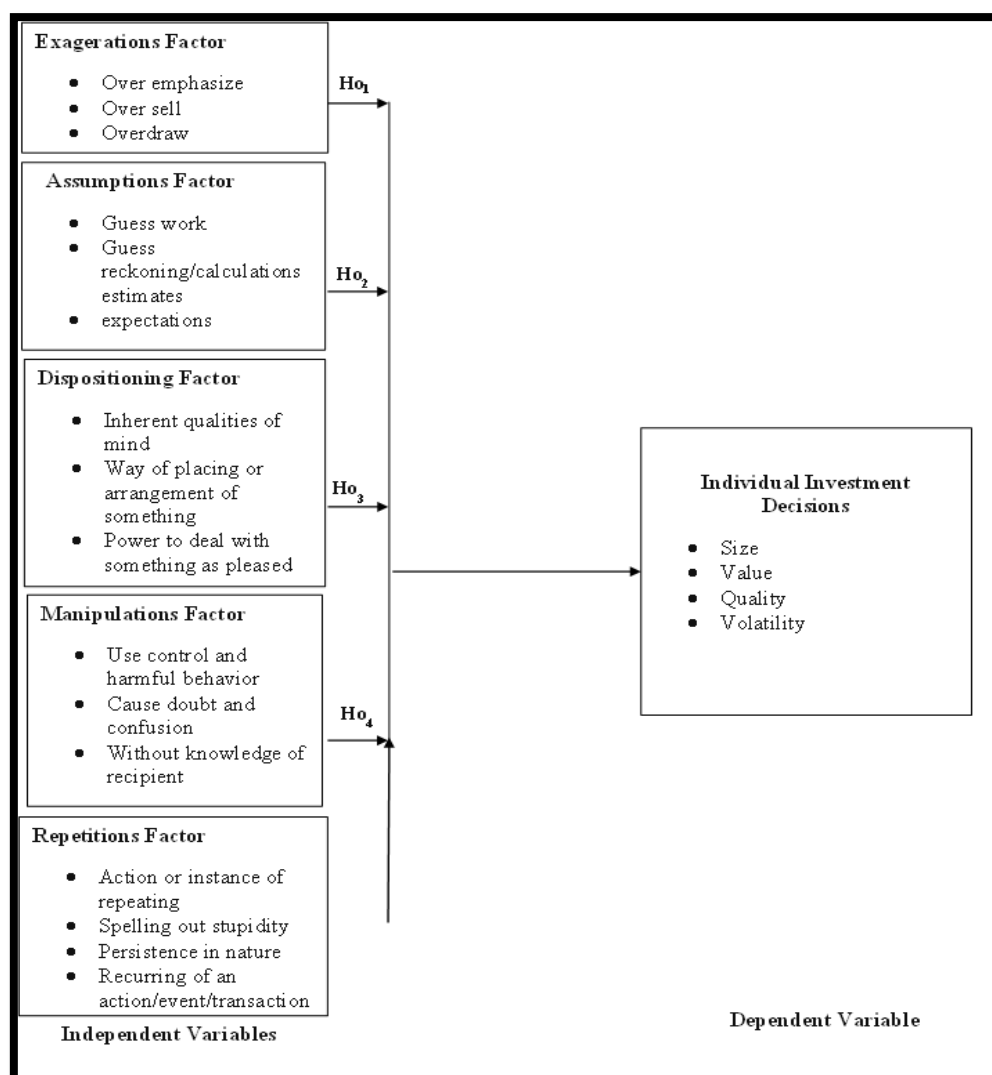 Exagerations Factor
• Over emphasize
• Over sell
• Overdraw
Ho1
Assumptions Factor
• Guess work
• Guess
reckoning/calculations
estimates
• expectations
Ho2
Dispositioning Factor
• Inherent qualities of
mind
• Way of placing or
arrangement of
something
• Power to deal with
something as pleased
Ho3
Manipulations Factor
• Use control and
harmful behavior
• Cause doubt and
confusion
• Without knowledge of
recipient
Ho4
Repetitions Factor
• Action or instance of
repeating
• Spelling out stupidity
• Persistence in nature
• Recurring of an
action/event/transaction
Independent Variables
Individual Investment
Decisions
• Size
• Value
• Quality
• Volatility
Dependent Variable